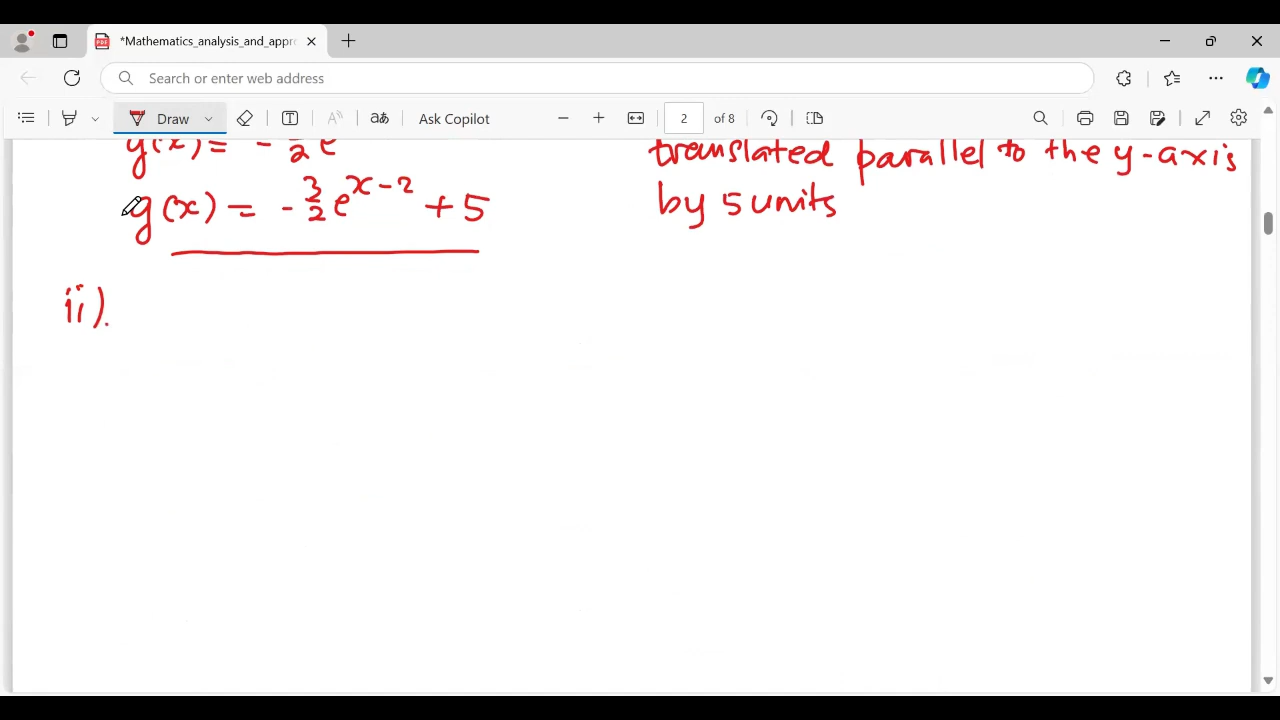 *Mathematics_analysis_and_appro
Search or enter web address
Draw
Ask Copilot
2 of 8
translated parallel to the y-axis
g(x) = -3/2 e^{x-2} + 5
by 5 units
ii).